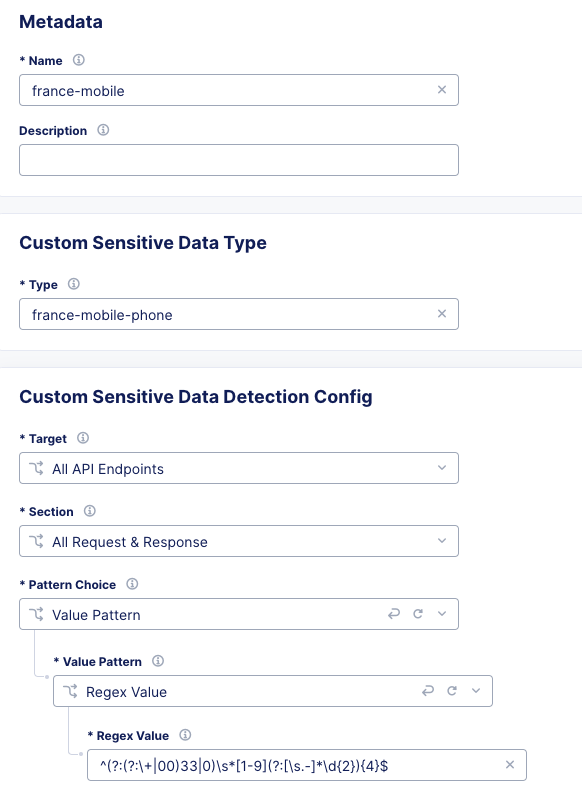 Metadata
* Name
france-mobile
Description
Custom Sensitive Data Type
* Type
france-mobile-phone
Custom Sensitive Data Detection Config
* Target
All API Endpoints
* Section
All Request & Response
* Pattern Choice
Value Pattern
* Value Pattern
Regex Value
* Regex Value
^(?:(?:\+|00)33|0)\s*[1-9](?:[\s.-]*\d{2}){4}$